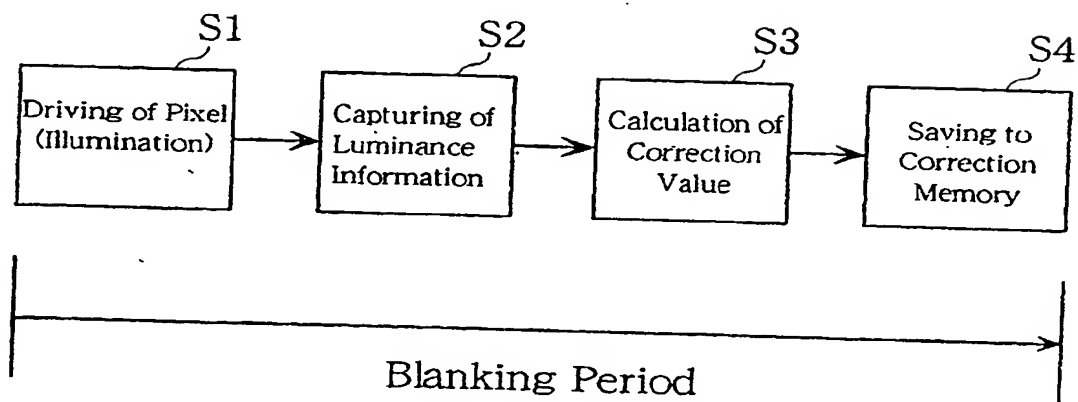 S1
Driving of Pixel
(Illumination)
S2
Capturing of
Luminance
Information
S3
Calculation of
Correction
Value
S4
Saving to
Correction
Memory
Blanking Period